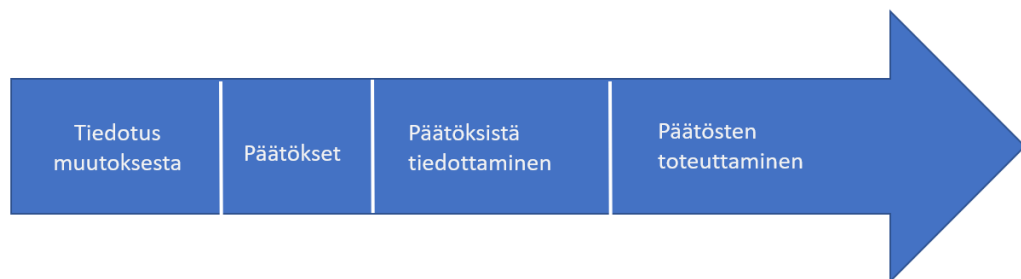 Tiedotus
muutoksesta
Päätökset
Päätöksistä
tiedottaminen
Päätösten
toteuttaminen